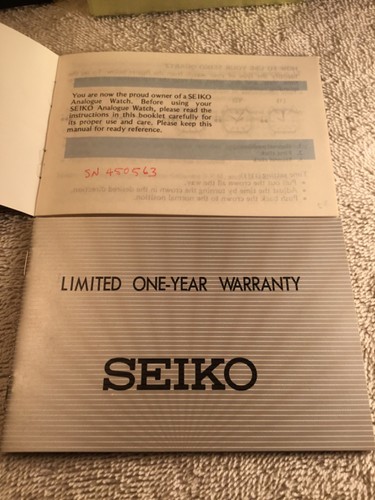 You are now the proud owner of a SEIKO
Analogue Watch. Before using your
SEIKO Analogue Watch, please read the
instructions in this booklet carefully for
its proper use and care. Please keep this
manual for ready reference.
SN 450563
LIMITED ONE-YEAR WARRANTY
SEIKO